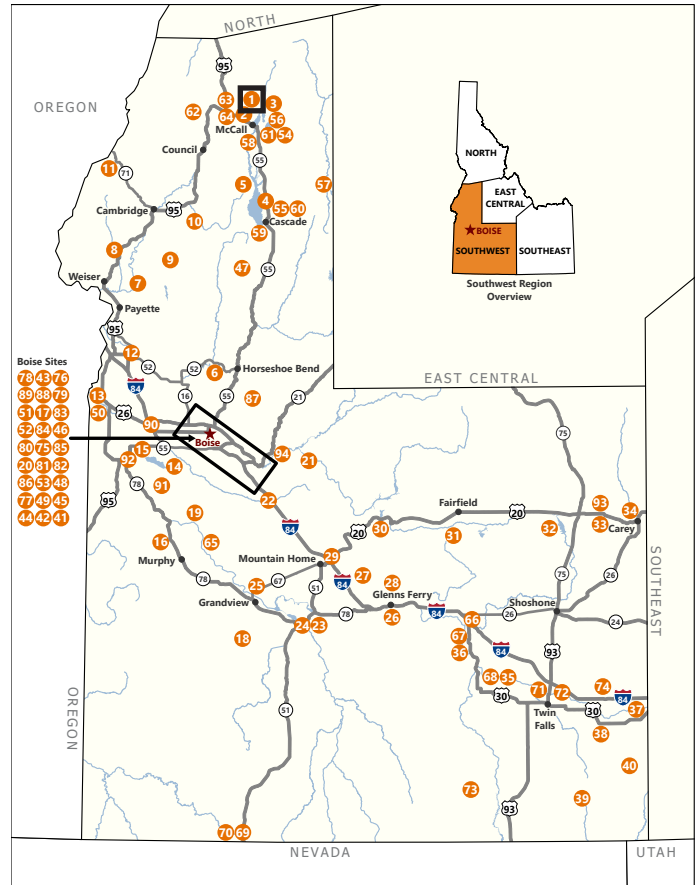 NORTH
OREGON
95
63
1
3
62
64
2
56
McCall
61
54
58
Council
55
11
71
5
57
4
55
60
Cambridge
95
10
Cascade
59
8
9
47
55
Weiser
7
Payette
95
12
52
52
6
Horseshoe Bend
84
16
55
87
21
13
50
26
90
Boise
15
55
14
92
94
21
78
91
22
95
19
84
16
65
Murphy
Mountain Home
29
67
78
25
51
84
27
28
Grandview
Glenns Ferry
24
23
78
26
18
20
30
Fairfield
20
31
75
32
93
33
34
Carey
75
26
84
66
26
Shoshone
24
67
36
84
93
68
35
71
72
74
84
30
30
37
Twin
Falls
38
40
39
73
93
51
70
69
Boise Sites
78 43 76
89 88 79
51 17 83
52 84 46
80 75 85
20 81 82
86 53 48
77 49 45
44 42 41
NORTH
EAST
CENTRAL
BOISE
SOUTHWEST
SOUTHEAST
Southwest Region
Overview
EAST CENTRAL
SOUTHEAST
OREGON
NEVADA
UTAH